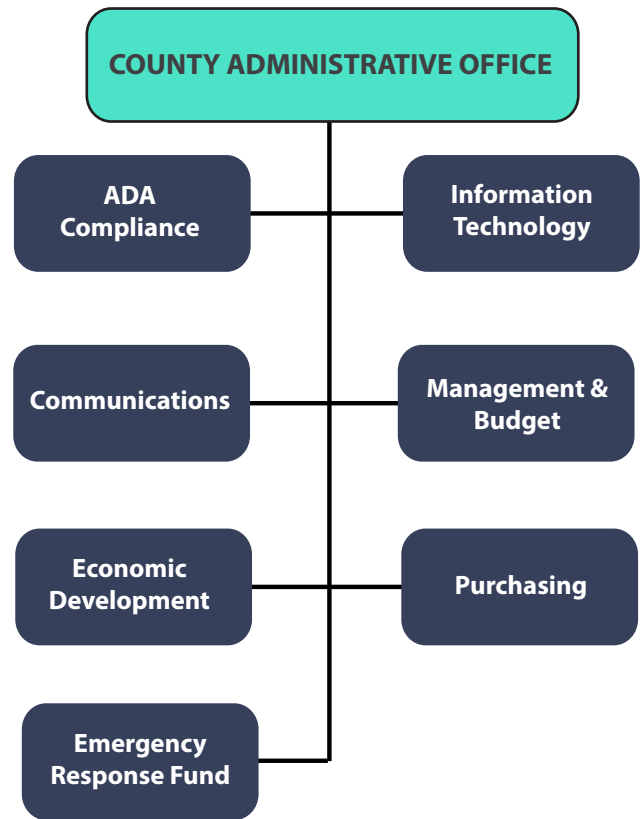 COUNTY ADMINISTRATIVE OFFICE
ADA
Compliance
Information
Technology
Communications
Management &
Budget
Economic
Development
Purchasing
Emergency
Response Fund